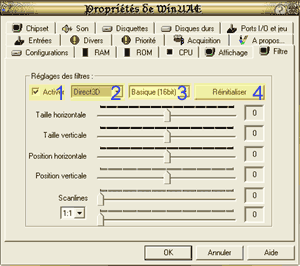 Propriétés de WinUAE
Chipset Son Disquettes Disques durs Ports I/O et jeu
Entrées Divers Priorité Acquisition A propos...
Configurations RAM ROM CPU Affichage Filtre
Réglages des filtres :
Activer 1 Direct3D 2 Basique (16bit) 3 Réinitialiser 4
Taille horizontale 0
Taille verticale 0
Position horizontale 0
Position verticale 0
Scanlines 0
1:1 0
OK Annuler Aide